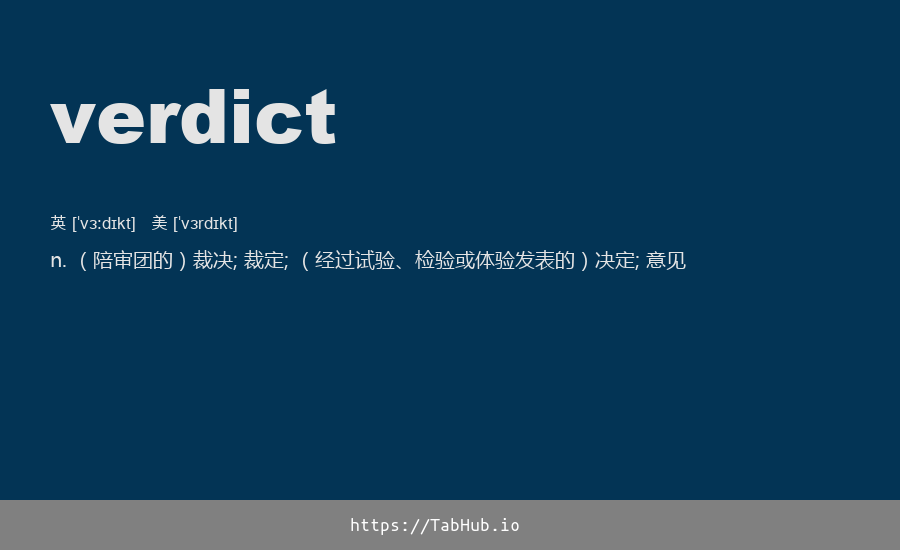 verdict
英 [ˈvɜːdɪkt] 美 [ˈvɜrdɪkt]
n. （陪审团的）裁决; 裁定; （经过试验、检验或体验发表的）决定; 意见
https://TabHub.io